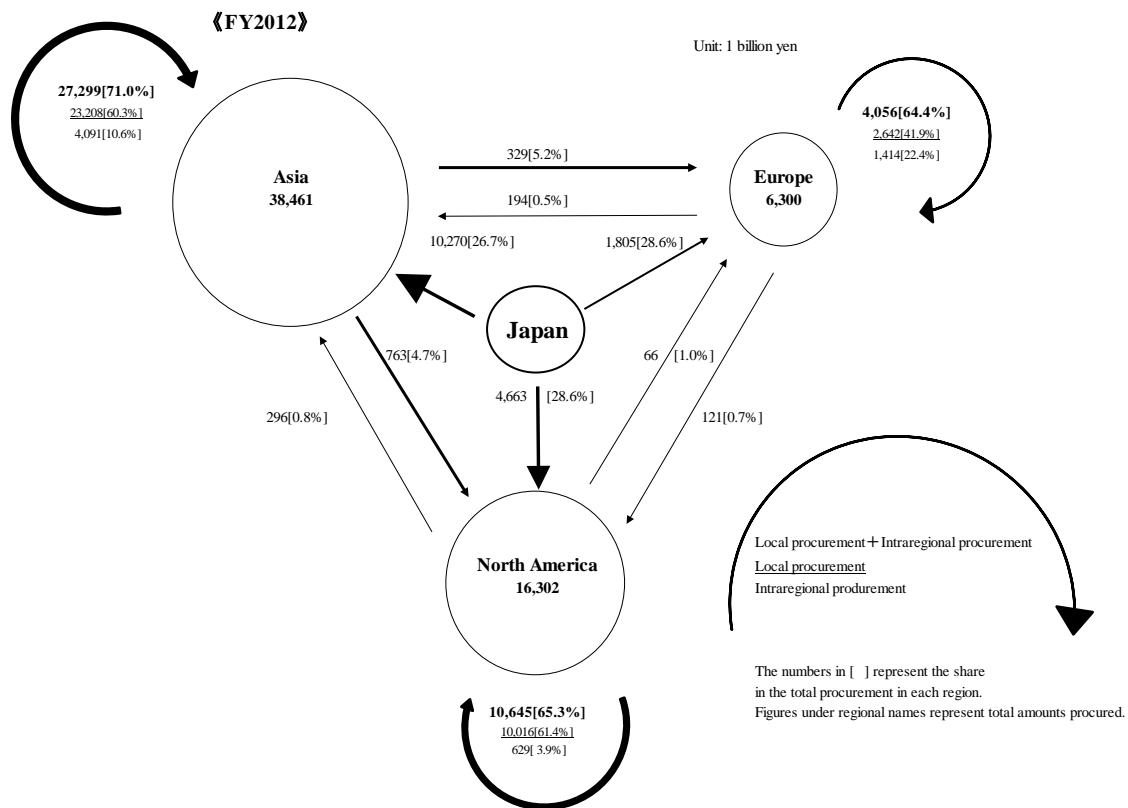 《FY2012》
Unit: 1 billion yen
27,299[71.0%]
23,208[60.3%]
4,091[10.6%]
4,056[64.4%]
2,642[41.9%]
1,414[22.4%]
329[5.2%]
Asia
38,461
Europe
6,300
194[0.5%]
10,270[26.7%]
1,805[28.6%]
Japan
763[4.7%]
66 [1.0%]
4,663 [28.6%]
296[0.8%]
121[0.7%]
Local procurement＋Intraregional procurement
Local procurement
Intraregional produrement
North America
16,302
The numbers in [ ] represent the share
in the total procurement in each region.
Figures under regional names represent total amounts procured.
10,645[65.3%]
10,016[61.4%]
629[ 3.9%]